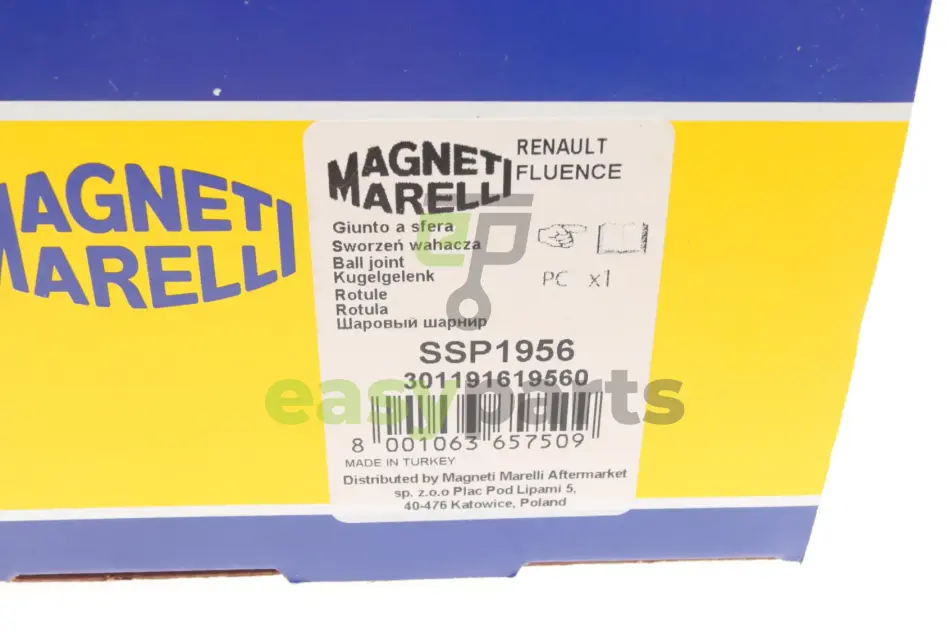 MAGNETI
MARELLI
MAGNETI
MARELLI
RENAULT
FLUENCE
Giunto a sfera
Sworzeń wahacza
Ball joint
Kugelgelenk
Rotule
Rotula
Шаровый шарнир
PC x1
SSP1956
301191619560
8 001063 657509
MADE IN TURKEY
Distributed by Magneti Marelli Aftermarket
sp. z.o.o Plac Pod Lipami 5,
40-476 Katowice, Poland
ep
easyparts